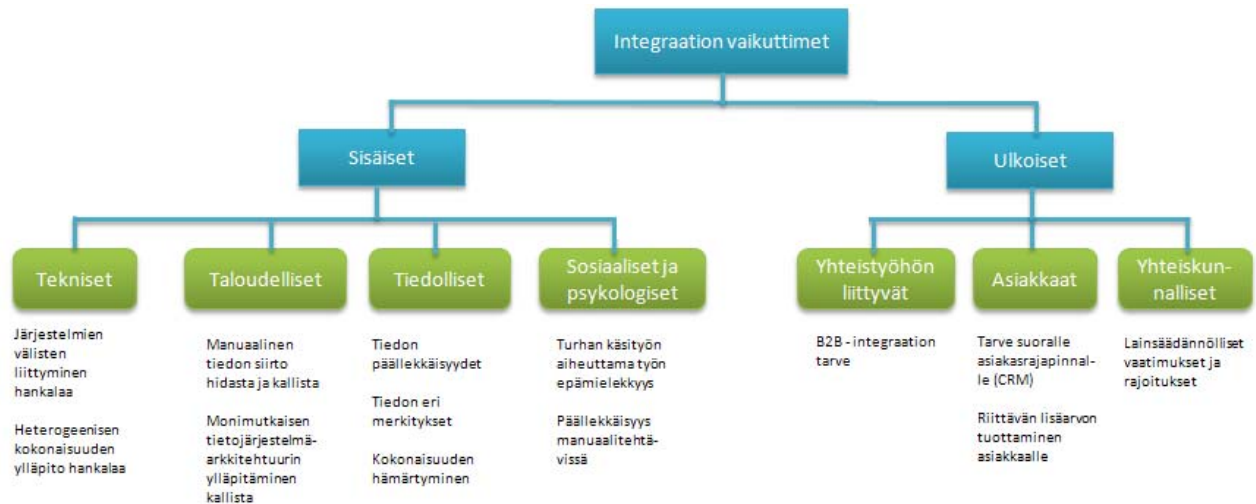 Integraation vaikuttimet
Sisäiset
Ulkoiset
Tekniset
Taloudelliset
Tiedolliset
Sosiaaliset ja
psykologiset
Yhteistyöhön
liittyvät
Asiakkaat
Yhteiskun-
nalliset
Järjestelmien
välisten
liittyminen
hankalaa
Heterogeenisen
kokonaisuuden
ylläpito hankalaa
Manuaalinen
tiedon siirto
hidasta ja kallista
Monimutkaisen
tietojärjestelmä-
arkkitehtuurin
ylläpitäminen
kallista
Tiedon
päällekkäisyydet
Tiedon eri
merkitykset
Kokonaisuuden
hämärtyminen
Turhan käsityön
aiheuttama työn
epämielekkyys
Päällekkäisyys
manuaalitehtä-
vissä
B2B - integraation
tarve
Tarve suoralle
asiakasrajapinnal-
le (CRM)
Riittävän lisäarvon
tuottaminen
asiakkaalle
Lainsäädännölliset
vaatimukset ja
rajoitukset